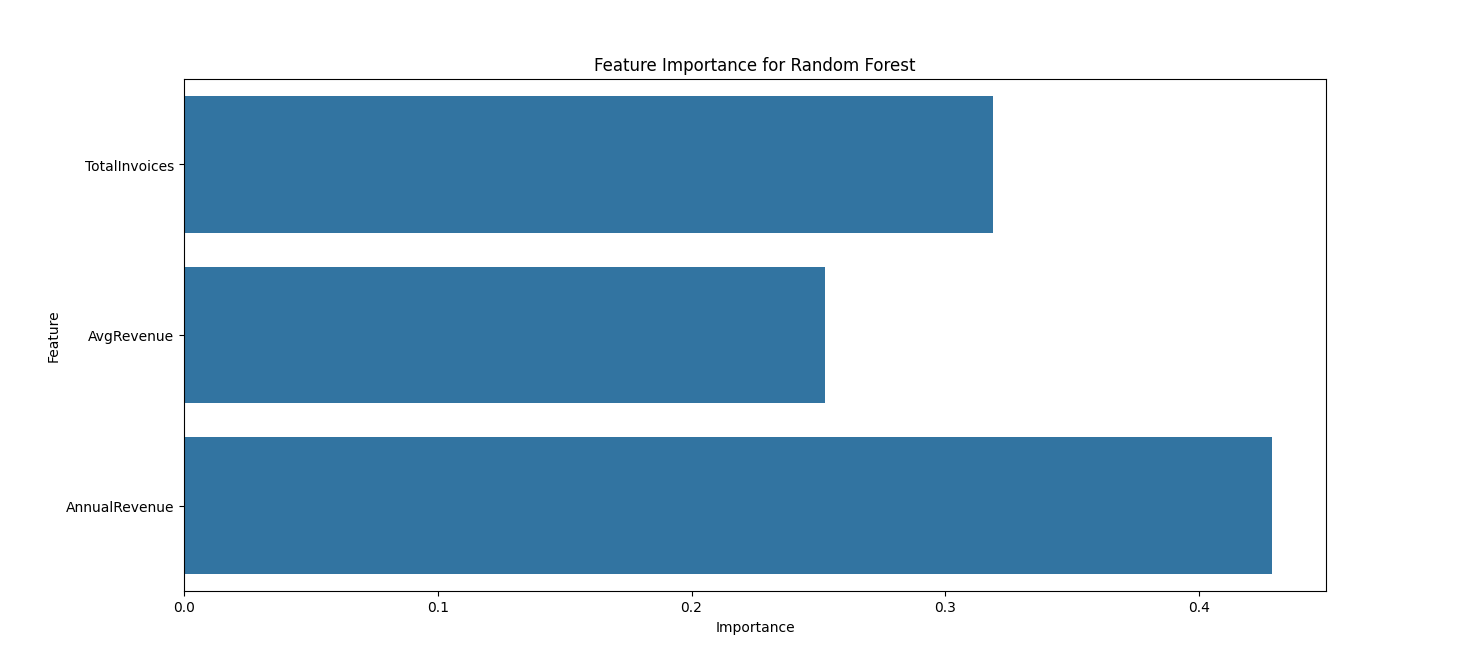 Feature Importance for Random Forest
TotalInvoices
AvgRevenue
AnnualRevenue
Feature
0.0
0.1
0.2
0.3
0.4
Importance